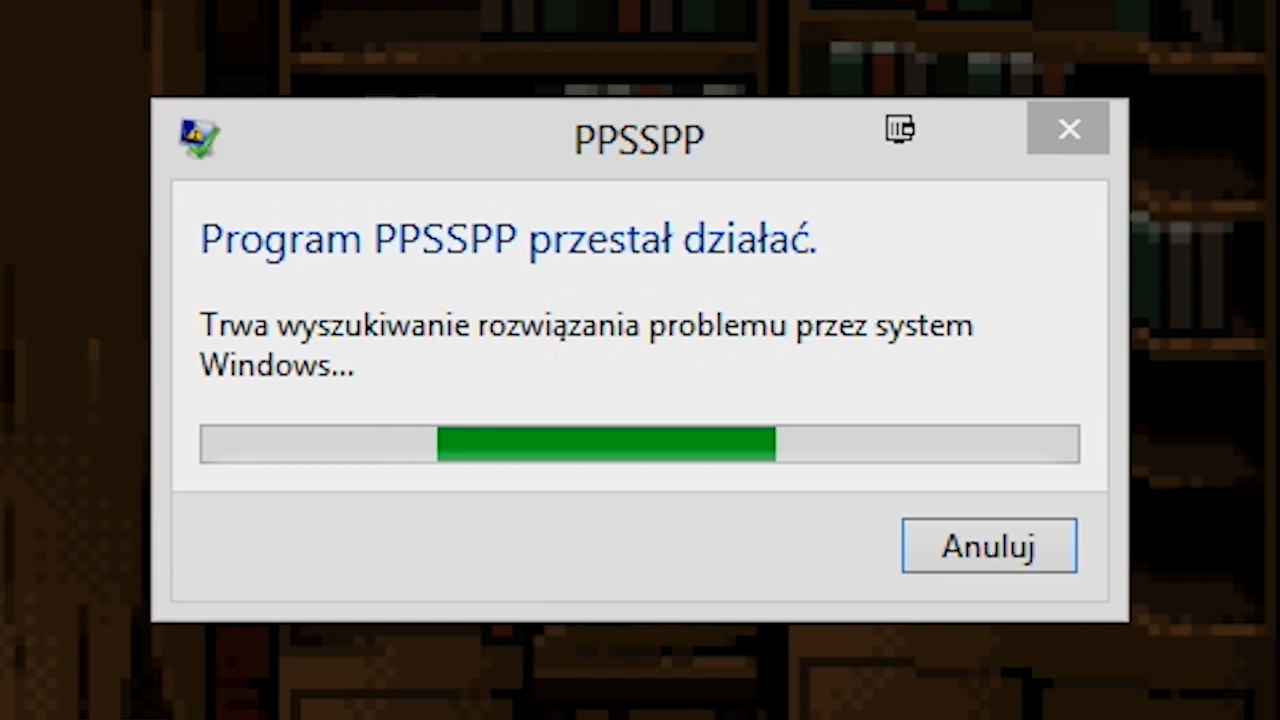 PPSSPP
Program PPSSPP przestał działać.
Trwa wyszukiwanie rozwiązania problemu przez system
Windows...
Anuluj